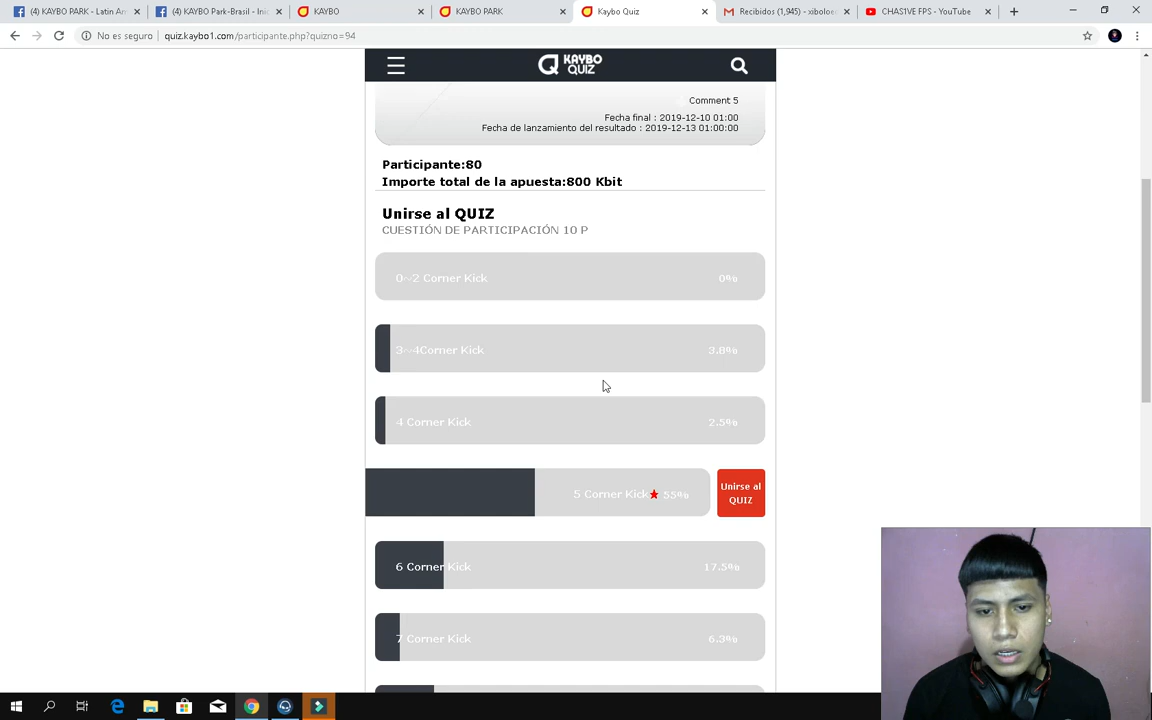 (4) KAYBO PARK - Latin Am
(4) KAYBO Park-Brasil - Inic
KAYBO
KAYBO PARK
Kaybo Quiz
Recibidos (1,945) - xiboloe
CHAS1VE FPS - YouTube
No es seguro
quiz.kaybo1.com/participante.php?quizno=94
KAYBO
QUIZ
Comment 5
Fecha final : 2019-12-10 01:00
Fecha de lanzamiento del resultado : 2019-12-13 01:00:00
Participante:80
Importe total de la apuesta:800 Kbit
Unirse al QUIZ
CUESTIÓN DE PARTICIPACIÓN 10 P
0~2 Corner Kick 0%
3~4Corner Kick 3.8%
4 Corner Kick 2.5%
5 Corner Kick 55%
Unirse al
QUIZ
6 Corner Kick 17.5%
7 Corner Kick 6.3%